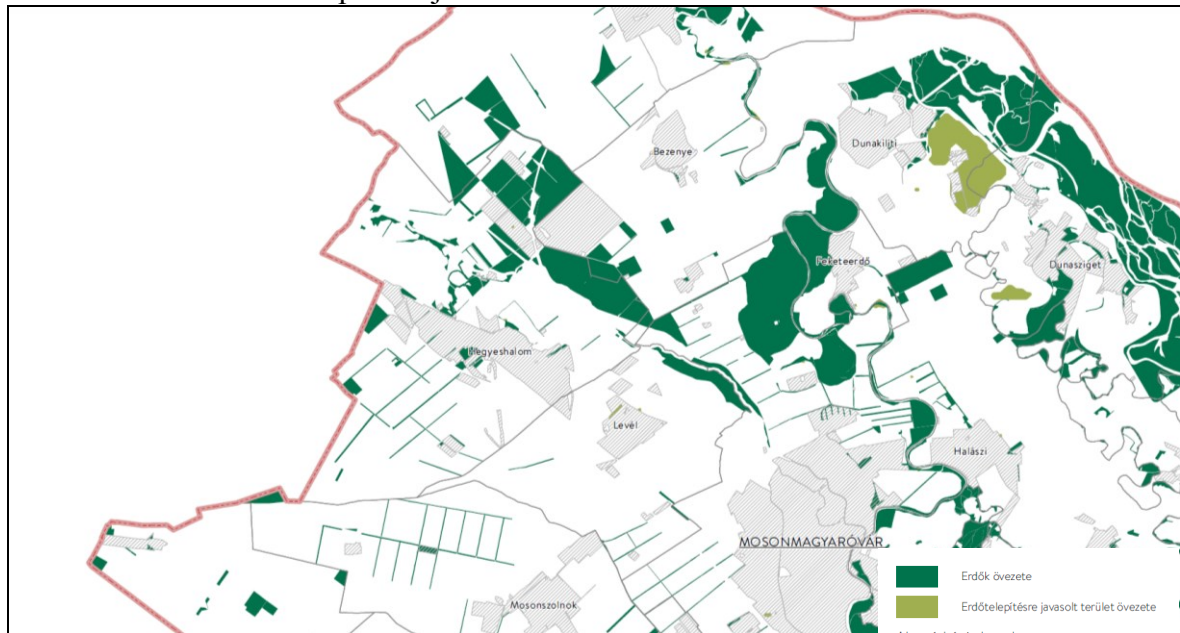 Bezenye
Dunakiliti
Feketeerdő
Dunasziget
Hegyeshalom
Levél
Halászi
MOSONMAGYARÓVÁR
Mosonszolnok
Erdők övezete
Erdőtelepítésre javasolt terület övezete